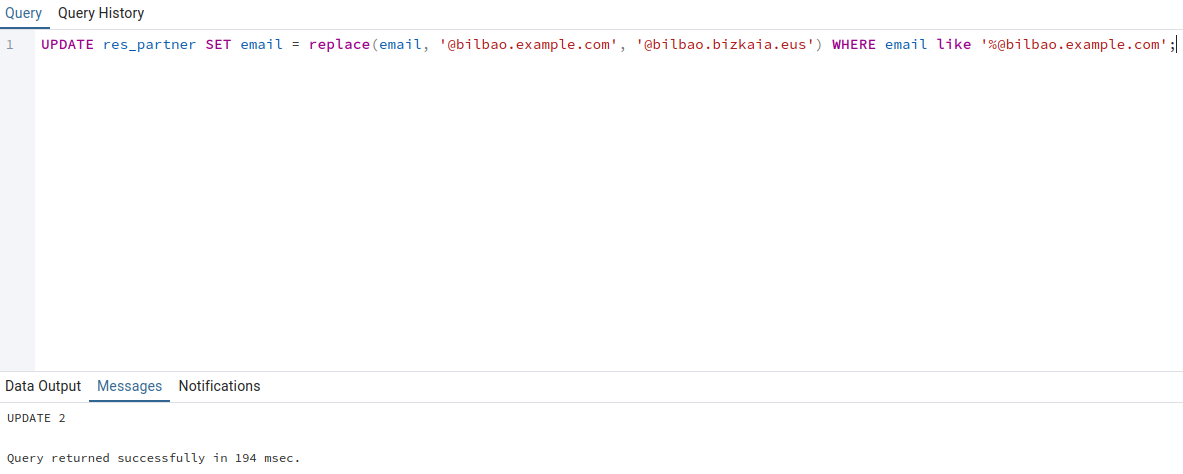 Query Query History
1 UPDATE res_partner SET email = replace(email, '@bilbao.example.com', '@bilbao.bizkaia.eus') WHERE email like '%@bilbao.example.com';
Data Output Messages Notifications
UPDATE 2
Query returned successfully in 194 msec.